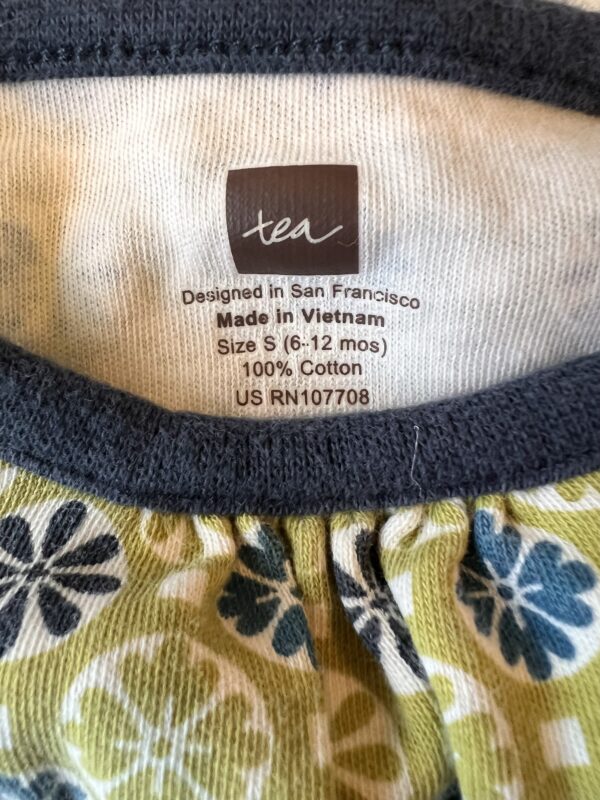 tea
Designed in San Francisco
Made in Vietnam
Size S (6-12 mos)
100% Cotton
US RN107708